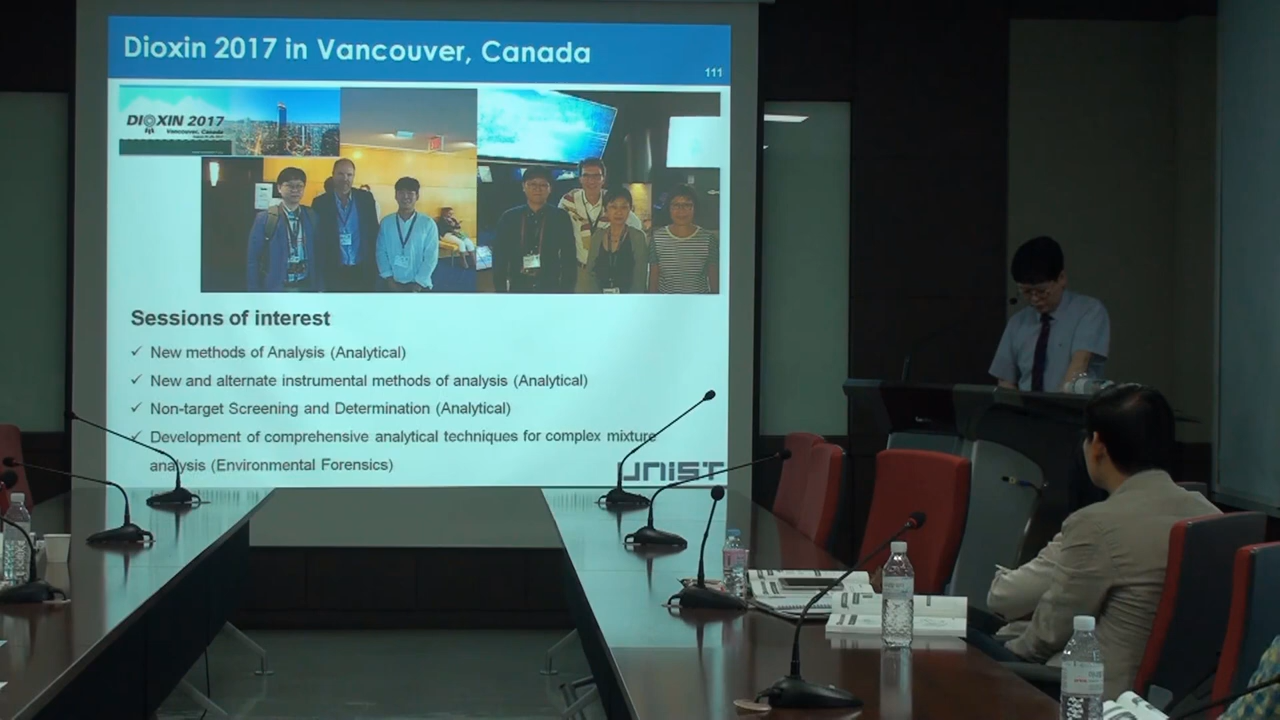 Dioxin 2017 in Vancouver, Canada
111
DIOXIN 2017
Vancouver, Canada
Sessions of interest
✓ New methods of Analysis (Analytical)
✓ New and alternate instrumental methods of analysis (Analytical)
✓ Non-target Screening and Determination (Analytical)
✓ Development of comprehensive analytical techniques for complex mixture
analysis (Environmental Forensics)
UNIST